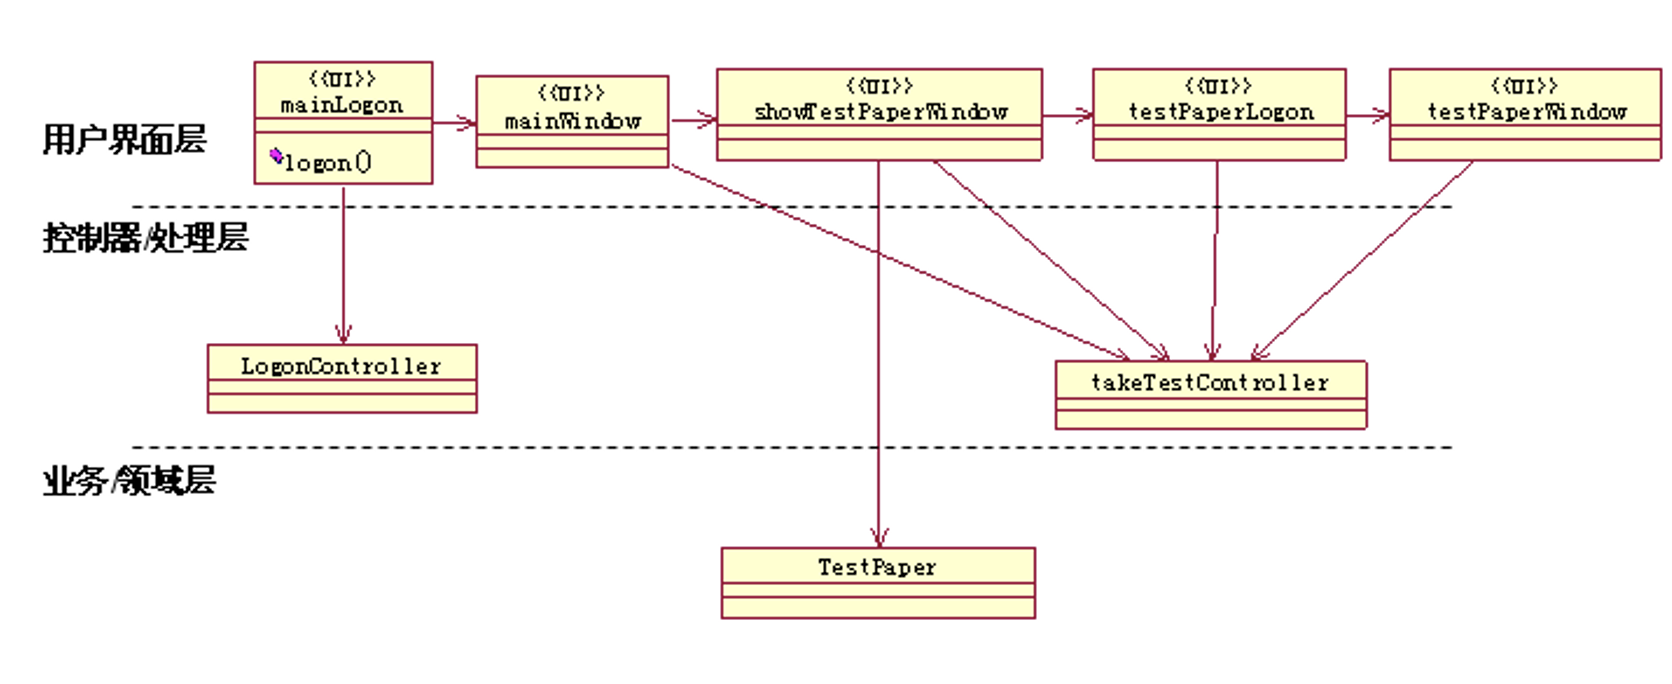 <<UI>>
mainLogon
logon()
<<UI>>
mainWindow
<<UI>>
showTestPaperWindow
<<UI>>
testPaperLogon
<<UI>>
testPaperWindow
用户界面层
控制器/处理层
LogonController
takeTestController
业务/领域层
TestPaper